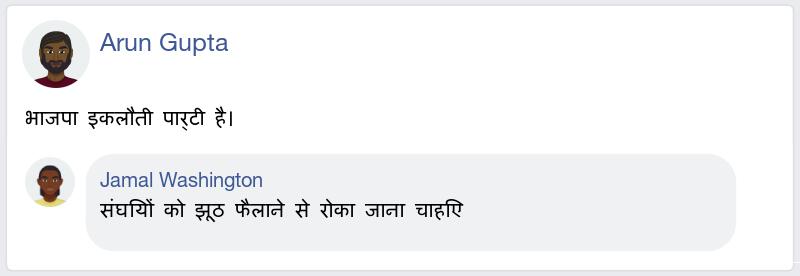 Arun Gupta
भाजपा इकलौती पार्टी है।
Jamal Washington
संघियों को झूठ फैलाने से रोका जाना चाहिए